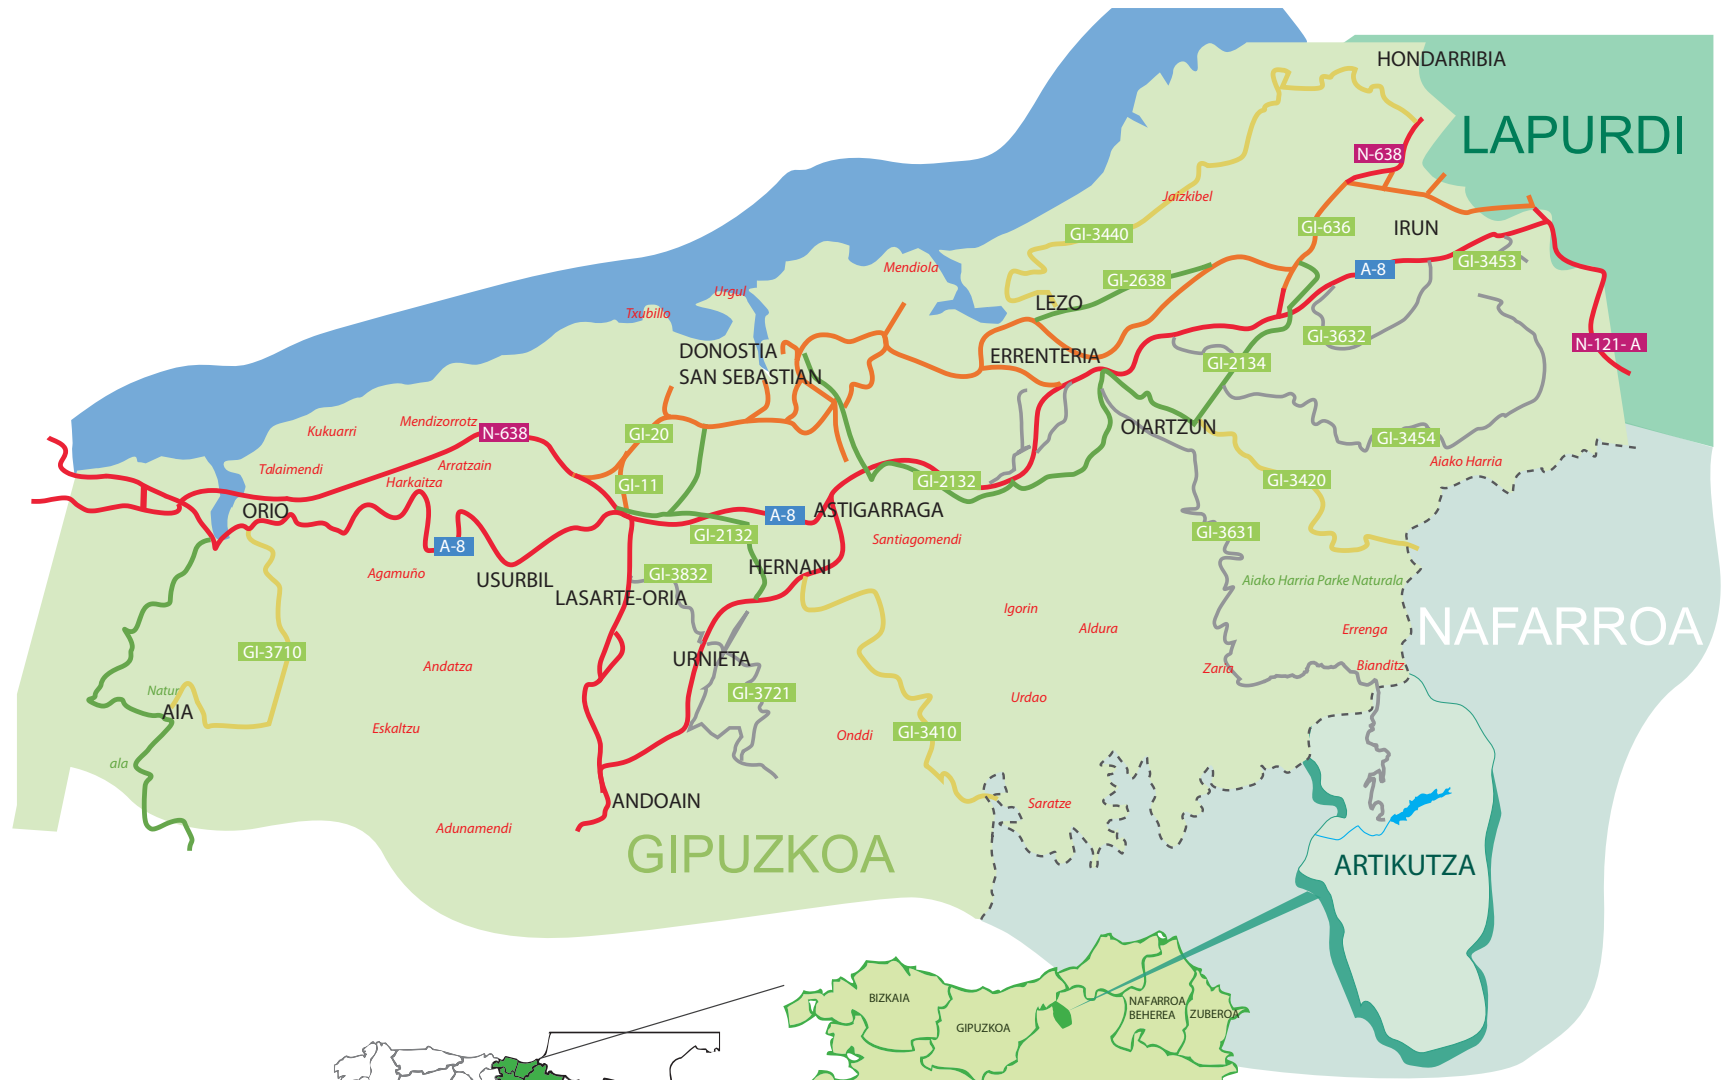 HONDARRIBIA
LAPURDI
N-638
Jaizkibel
GI-636
IRUN
GI-3440
A-8
GI-3453
Mendiola
GI-2638
Urgul
LEZO
Txubillo
GI-3632
N-121- A
DONOSTIA
SAN SEBASTIAN
ERRENTERIA
GI-2134
Mendizorrotz
Kukuarri
N-638
GI-20
OIARTZUN
GI-3454
Aiako Harria
Talaimendi
Arratzain
Harkaitza
GI-11
GI-2132
GI-3420
ORIO
A-8
ASTIGARRAGA
GI-2132
GI-3631
A-8
Santiagomendi
HERNANI
Agamuño
USURBIL
GI-3832
LASARTE-ORIA
Aiako Harria Parke Naturala
Igorin
Aldura
Errenga
NAFARROA
GI-3710
Andatza
URNIETA
Zaria
Bianditz
Natur
AIA
GI-3721
Urdao
Eskaltzu
Onddi
GI-3410
ala
ANDOAIN
Saratze
Adunamendi
GIPUZKOA
ARTIKUTZA
BIZKAIA
GIPUZKOA
NAFARROA
BEHEREA
ZUBEROA